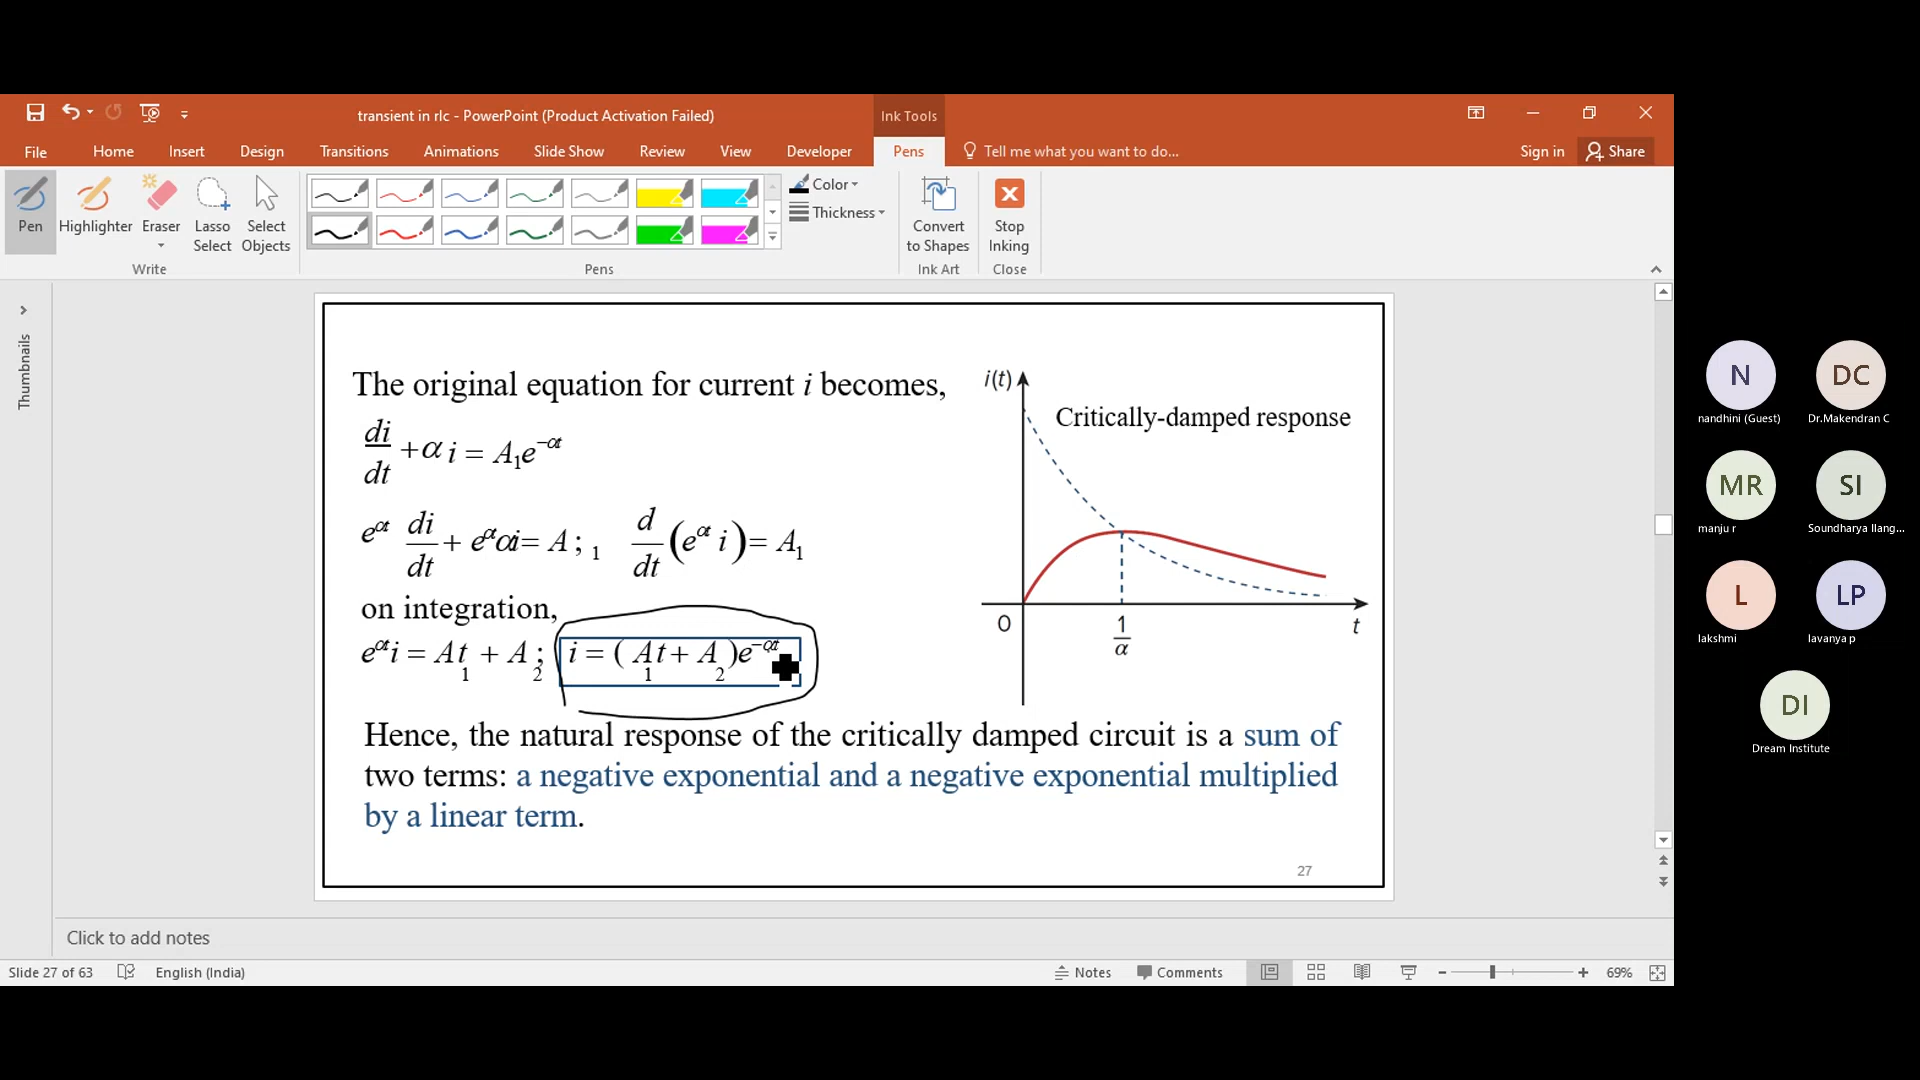 transient in rlc - PowerPoint (Product Activation Failed)
Ink Tools
File
Home
Insert
Design
Transitions
Animations
Slide Show
Review
View
Developer
Pens
Tell me what you want to do...
Sign in
Share
Pen
Highlighter
Eraser
Lasso Select
Select Objects
Color
Thickness
Convert to Shapes
Stop Inking
Write
Pens
Ink Art
Close
Thumbnails
The original equation for current i becomes,
di/dt + α i = A₁e^−αt
e^αt di/dt + e^α αi = A ; ₁ d/dt (e^αt i) = A₁
on integration,
e^αt i = A₁t + A₂; i = ( A₁t + A₂ )e^−αt
Hence, the natural response of the critically damped circuit is a sum of
two terms: a negative exponential and a negative exponential multiplied
by a linear term.
i(t)
Critically-damped response
0
1/α
t
27
Click to add notes
Slide 27 of 63
English (India)
Notes
Comments
69%
N
nandhini (Guest)
DC
Dr.Makendran C
MR
manju r
SI
Soundharya Ilang...
L
lakshmi
LP
lavanya p
DI
Dream Institute